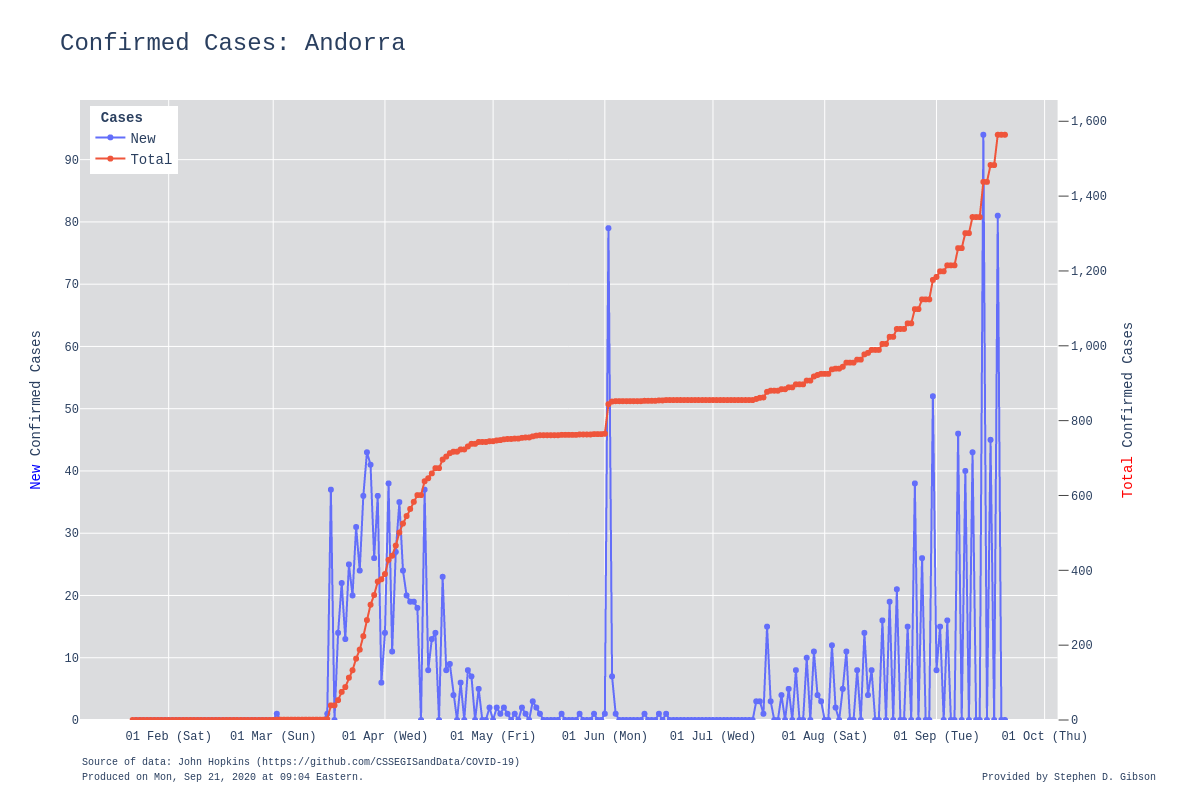 Confirmed Cases: Andorra
Cases
New
Total
90
80
70
60
50
40
30
20
10
0
New Confirmed Cases
1,600
1,400
1,200
1,000
800
600
400
200
0
Total Confirmed Cases
01 Feb (Sat) 01 Mar (Sun) 01 Apr (Wed) 01 May (Fri) 01 Jun (Mon) 01 Jul (Wed) 01 Aug (Sat) 01 Sep (Tue) 01 Oct (Thu)
Source of data: John Hopkins (https://github.com/CSSEGISandData/COVID-19)
Produced on Mon, Sep 21, 2020 at 09:04 Eastern.
Provided by Stephen D. Gibson